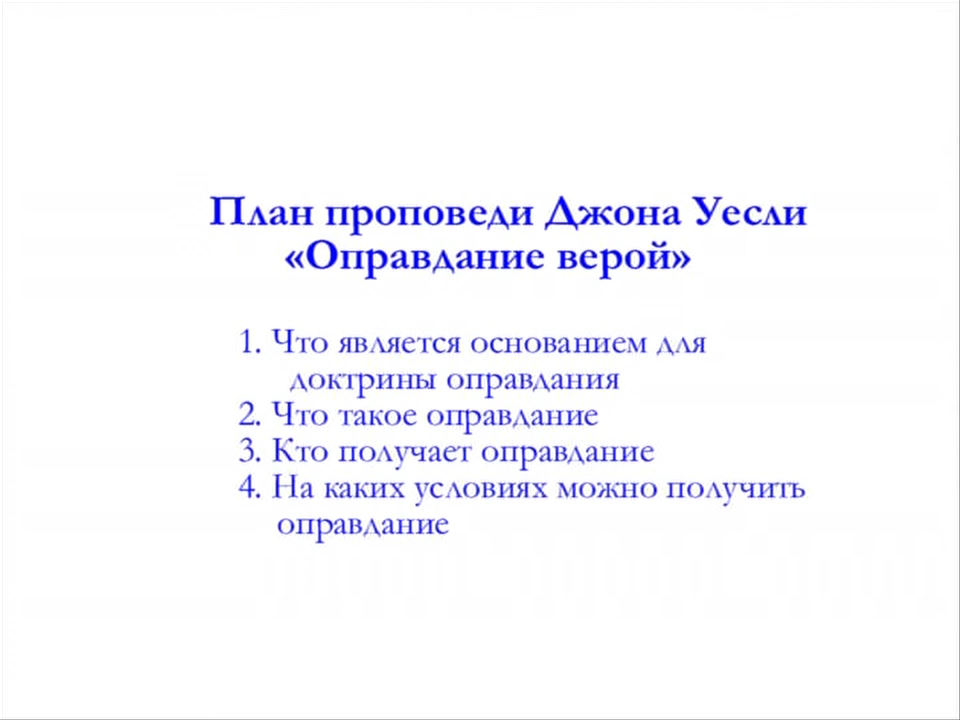 План проповеди Джона Уесли
«Оправдание верой»
1. Что является основанием для
доктрины оправдания
2. Что такое оправдание
3. Кто получает оправдание
4. На каких условиях можно получить
оправдание